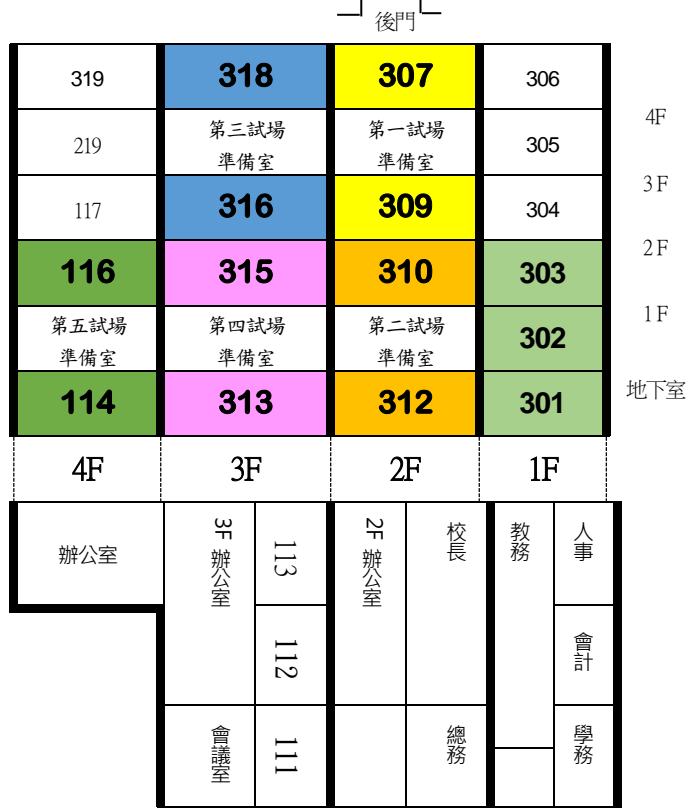 後門
319 318 307 306
219 第三試場 第一試場 305
準備室 準備室
117 316 309 304
116 315 310 303
第五試場 第四試場 第二試場 302
準備室 準備室 準備室
114 313 312 301
4F
3F
2F
1F
地下室
4F 3F 2F 1F
辦公室
3F 辦公室
113
2F 辦公室
校長
教務
人事
112
會計
會議室
111
總務
學務